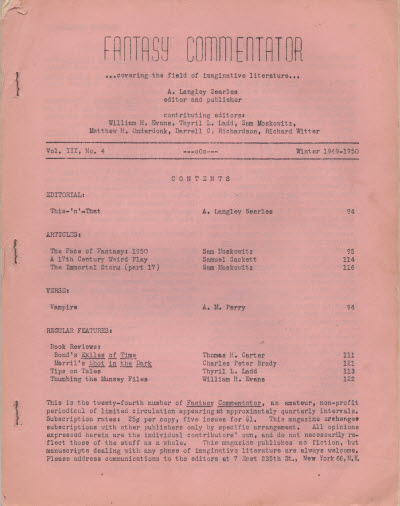 FANTASY COMMENTATOR
...covering the field of imaginative literature...
A. Langley Searles
editor and publisher
contributing editors:
William H. Evans, Thyril L. Ladd, Sam Moskowitz,
Matthew H. Onderdonk, Darrell C. Richardson, Richard Witter
Vol. III, No. 4 ---oOo--- Winter 1949-1950
CONTENTS
EDITORIAL:
This-'n'-That A. Langley Searles 94
ARTICLES:
The Face of Fantasy: 1950 Sam Moskowitz 95
A 17th Century Weird Play Samuel Sackett 114
The Immortal Storm (part 17) Sam Moskowitz 116
VERSE:
Vampire A. M. Perry 94
REGULAR FEATURES:
Book Reviews:
Bond's Exiles of Time Thomas H. Carter 111
Merril's Shot in the Dark Charles Peter Brady 121
Tips on Tales Thyril L. Ladd 113
Thumbing the Munsey Files William H. Evans 122
This is the twenty-fourth number of Fantasy Commentator, an amateur, non-profit
periodical of limited circulation appearing at approximately quarterly intervals.
Subscription rates: 25¢ per copy, five issues for $1. This magazine exchanges
subscriptions with other publishers only by specific arrangement. All opinions
expressed herein are the individual contributors' own, and do not necessarily re-
flect those of the staff as a whole. This magazine publishes no fiction, but
manuscripts dealing with any phase of imaginative literature are always welcome.
Please address communications to the editors at 7 East 235th St., New York 66, N.Y.